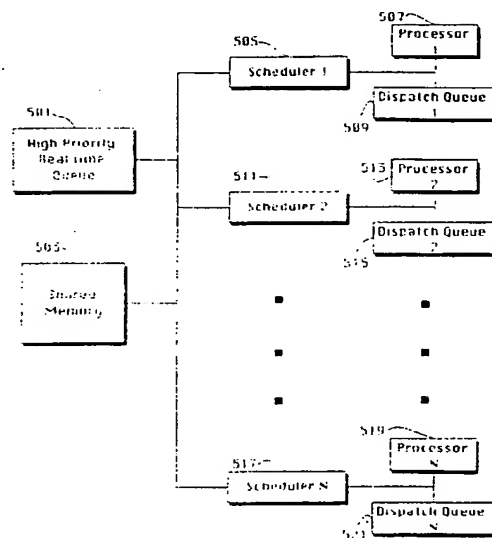 507
Processor
1
505
Scheduler 1
Dispatch Queue
1
509
501
High Priority
Real Time
Queue
513
Processor
2
511
Scheduler 2
Dispatch Queue
2
515
503
Shared
Memory
519
Processor
N
517
Scheduler N
Dispatch Queue
N
521